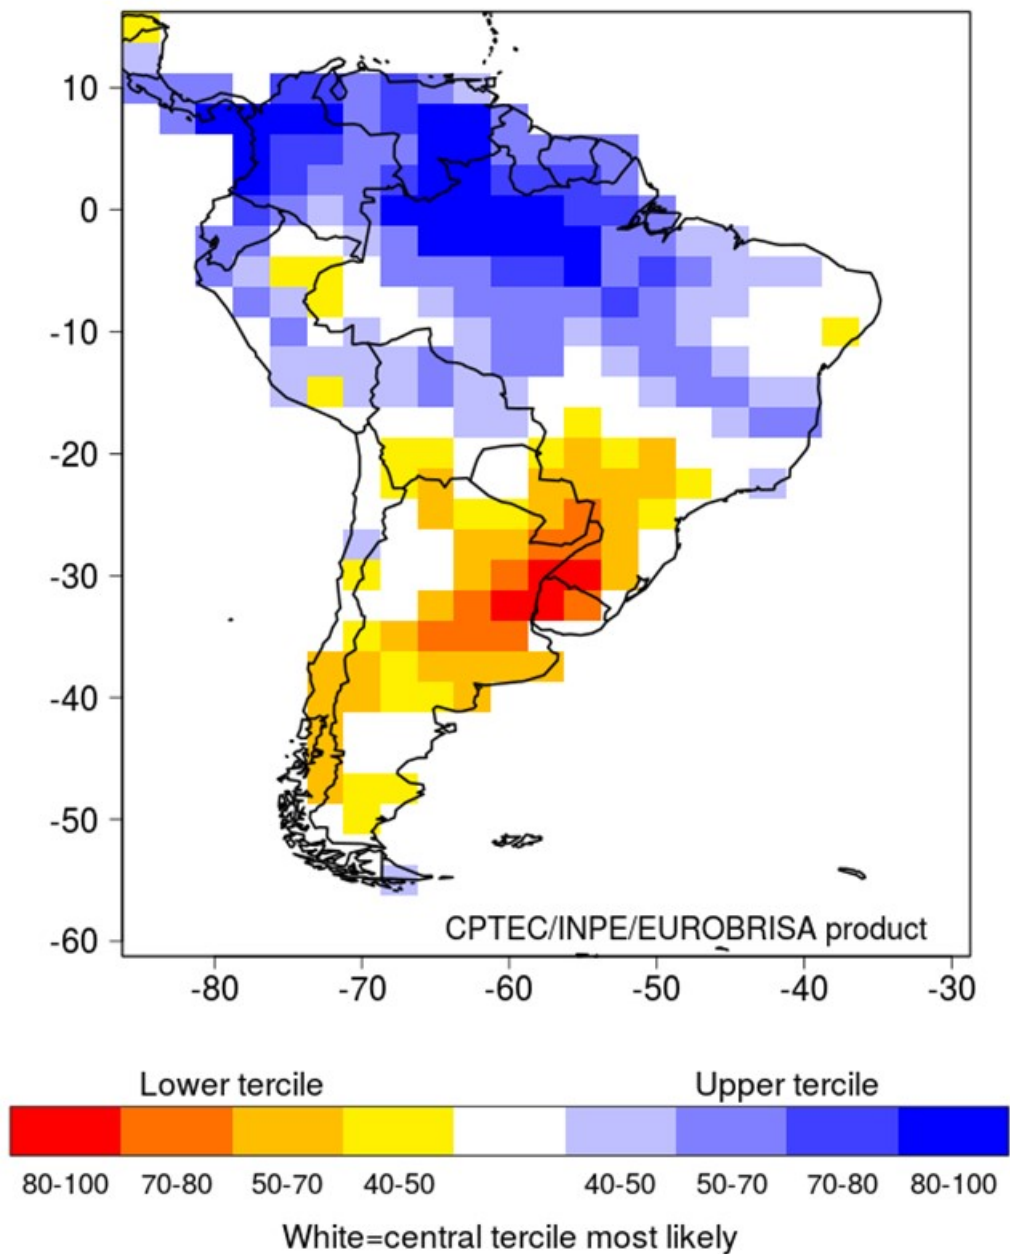 10
0
-10
-20
-30
-40
-50
-60
CPTEC/INPE/EUROBRISA product
-80 -70 -60 -50 -40 -30
Lower tercile Upper tercile
80-100 70-80 50-70 40-50 40-50 50-70 70-80 80-100
White=central tercile most likely